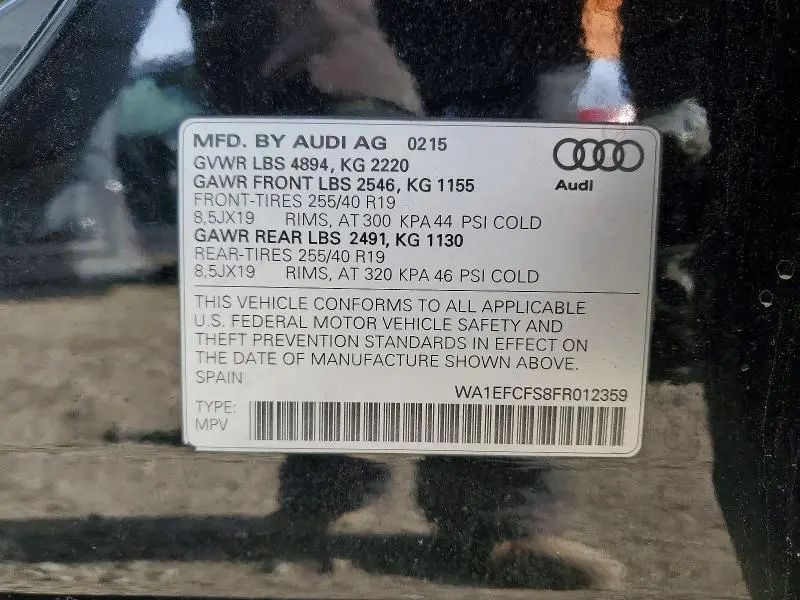 MFD. BY AUDI AG 0215
GVWR LBS 4894, KG 2220
GAWR FRONT LBS 2546, KG 1155
FRONT-TIRES 255/40 R19
8,5JX19 RIMS, AT 300 KPA 44 PSI COLD
GAWR REAR LBS 2491, KG 1130
REAR-TIRES 255/40 R19
8,5JX19 RIMS, AT 320 KPA 46 PSI COLD
Audi
THIS VEHICLE CONFORMS TO ALL APPLICABLE
U.S. FEDERAL MOTOR VEHICLE SAFETY AND
THEFT PREVENTION STANDARDS IN EFFECT ON
THE DATE OF MANUFACTURE SHOWN ABOVE.
SPAIN
WA1EFCFS8FR012359
TYPE:
MPV